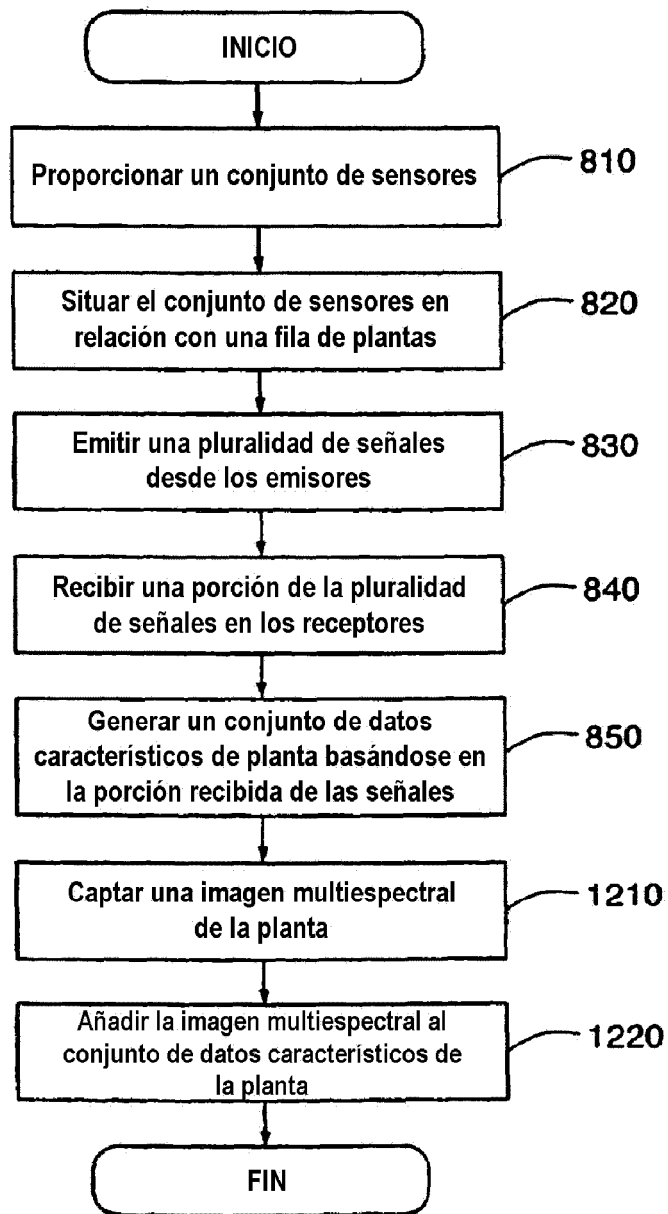 INICIO
Proporcionar un conjunto de sensores
810
Situar el conjunto de sensores en
relación con una fila de plantas
820
Emitir una pluralidad de señales
desde los emisores
830
Recibir una porción de la pluralidad
de señales en los receptores
840
Generar un conjunto de datos
característicos de planta basándose en
la porción recibida de las señales
850
Captar una imagen multiespectral
de la planta
1210
Añadir la imagen multiespectral al
conjunto de datos característicos de
la planta
1220
FIN